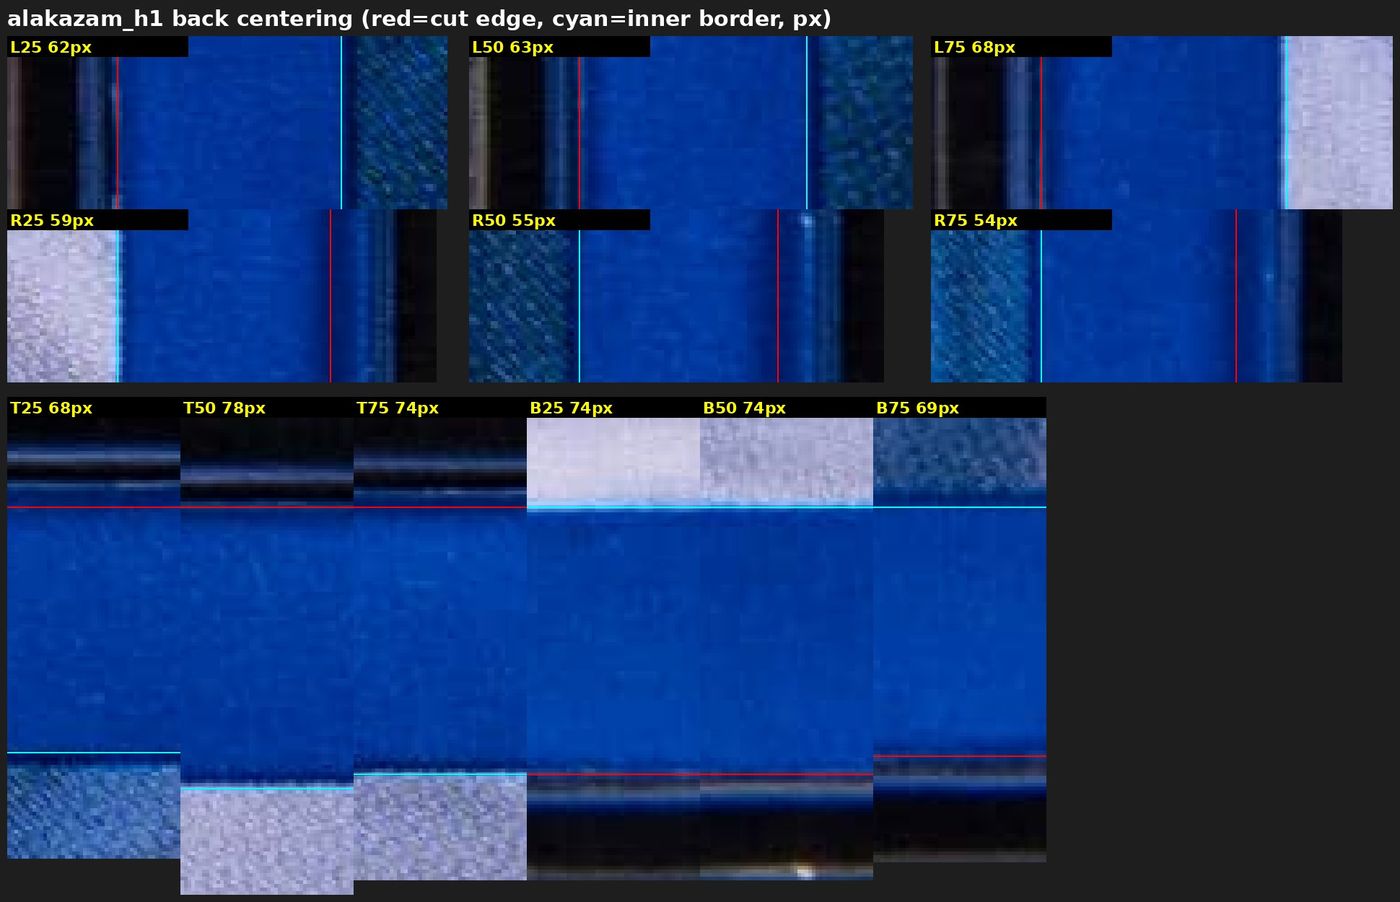 alakazam_h1 back centering (red=cut edge, cyan=inner border, px)
L25 62px
L50 63px
L75 68px
R25 59px
R50 55px
R75 54px
T25 68px
T50 78px
T75 74px
B25 74px
B50 74px
B75 69px